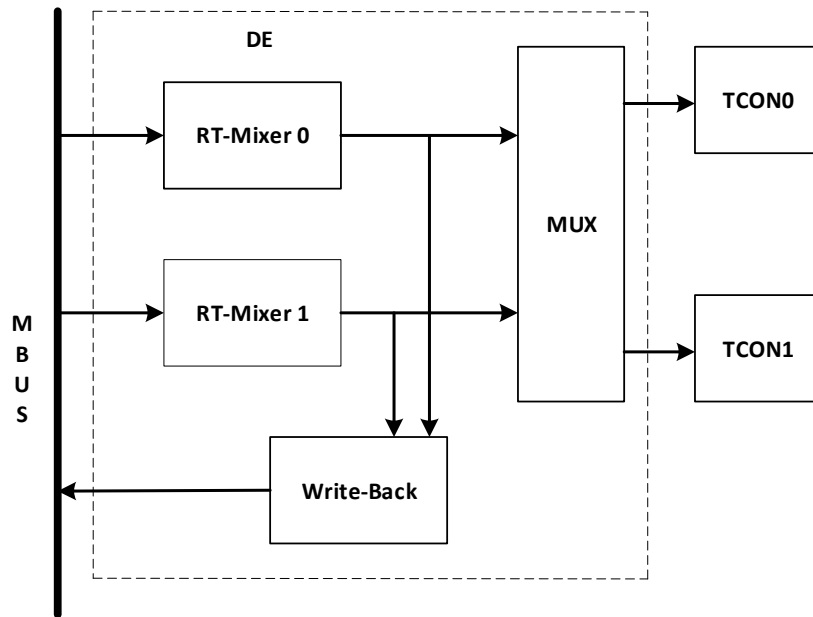 DE
RT-Mixer 0
TCON0
MUX
RT-Mixer 1
TCON1
M
B
U
S
Write-Back